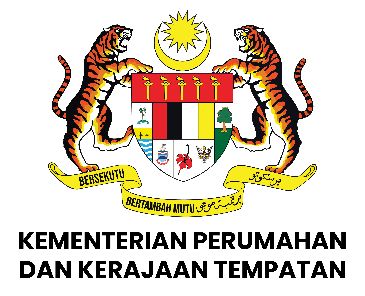 BERSEKUTU
BERTAMBAH MUTU
KEMENTERIAN PERUMAHAN
DAN KERAJAAN TEMPATAN